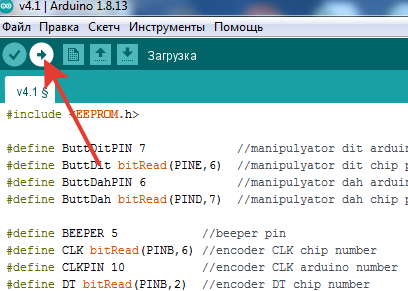 v4.1 | Arduino 1.8.13
Файл Правка Скетч Инструменты Помощь
Загрузка
v4.1 §
#include <EEPROM.h>
#define ButtDitPIN 7 //manipulyator dit arduin
#define ButtDit bitRead(PINE,6) //manipulyator dit chip p
#define ButtDahPIN 6 //manipulyator dah arduin
#define ButtDah bitRead(PIND,7) //manipulyator dah chip p
#define BEEPER 5 //beeper pin
#define CLK bitRead(PINB,6) //encoder CLK chip number
#define CLKPIN 10 //encoder CLK arduino number
#define DT bitRead(PINB,2) //encoder DT chip number